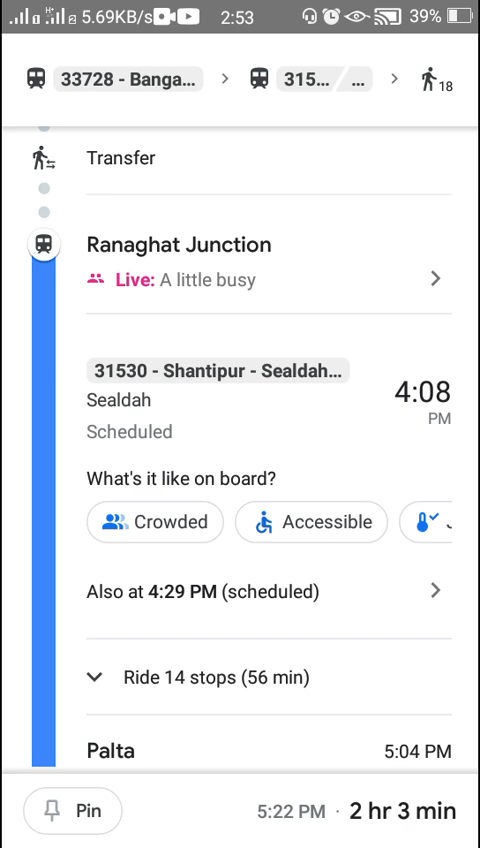 5.69KB/s 2:53 39%
33728 - Banga... 315... ... 18
Transfer
Ranaghat Junction
Live: A little busy
31530 - Shantipur - Sealdah...
4:08
Sealdah
PM
Scheduled
What's it like on board?
Crowded Accessible
Also at 4:29 PM (scheduled)
Ride 14 stops (56 min)
Palta 5:04 PM
Pin 5:22 PM · 2 hr 3 min